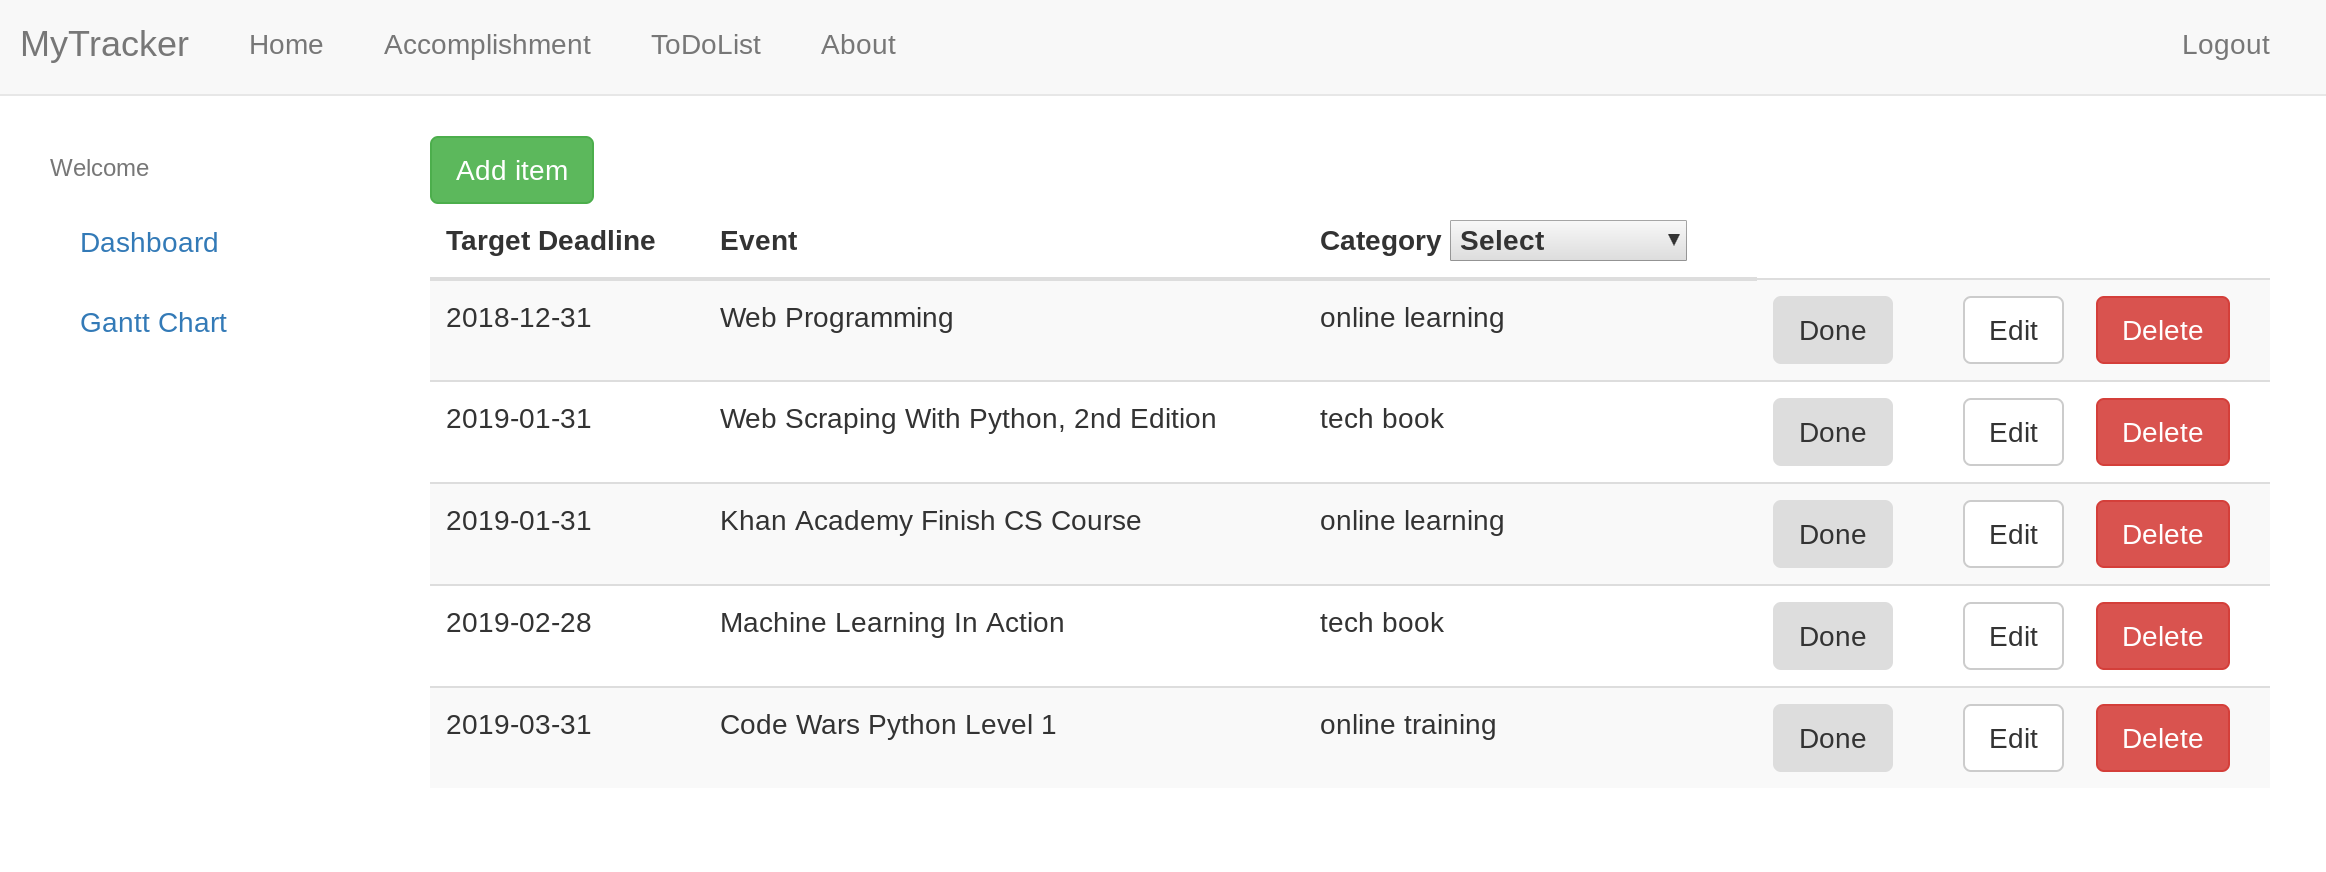 MyTracker Home Accomplishment ToDoList About Logout
Welcome
Dashboard
Gantt Chart
Add item
Target Deadline Event Category Select
2018-12-31 Web Programming online learning Done Edit Delete
2019-01-31 Web Scraping With Python, 2nd Edition tech book Done Edit Delete
2019-01-31 Khan Academy Finish CS Course online learning Done Edit Delete
2019-02-28 Machine Learning In Action tech book Done Edit Delete
2019-03-31 Code Wars Python Level 1 online training Done Edit Delete